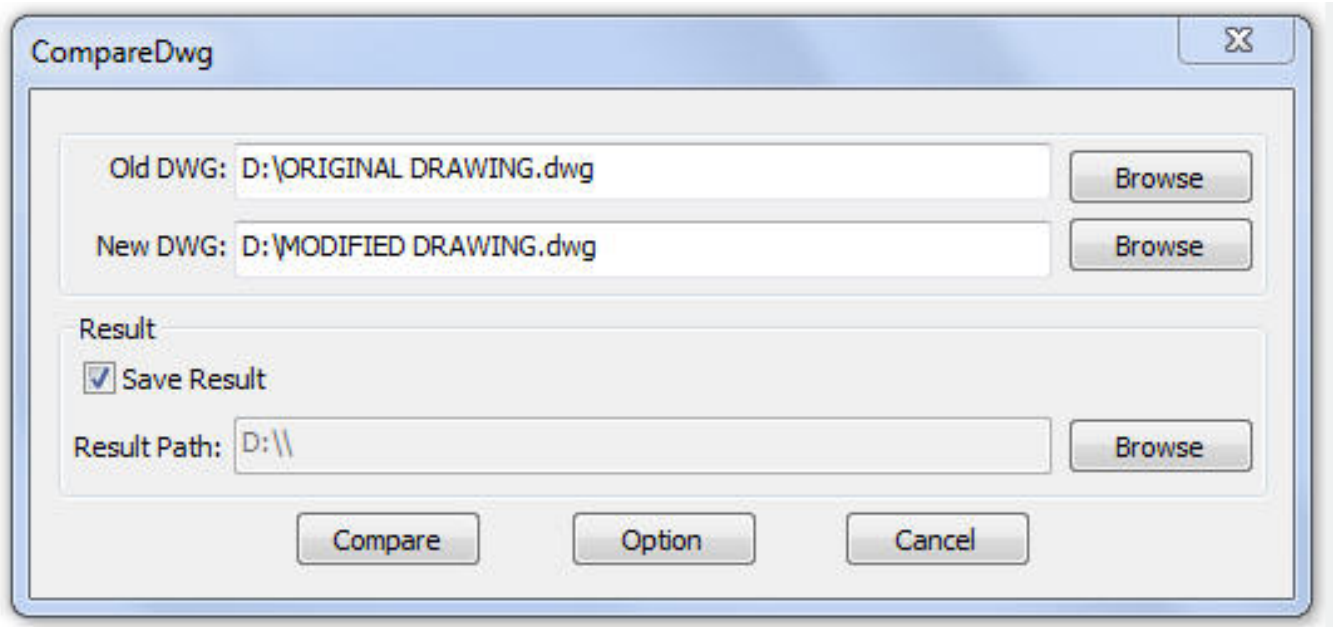 CompareDwg
Old DWG: D:\ORIGINAL DRAWING.dwg Browse
New DWG: D:\MODIFIED DRAWING.dwg Browse
Result
Save Result
Result Path: D:\\ Browse
Compare Option Cancel